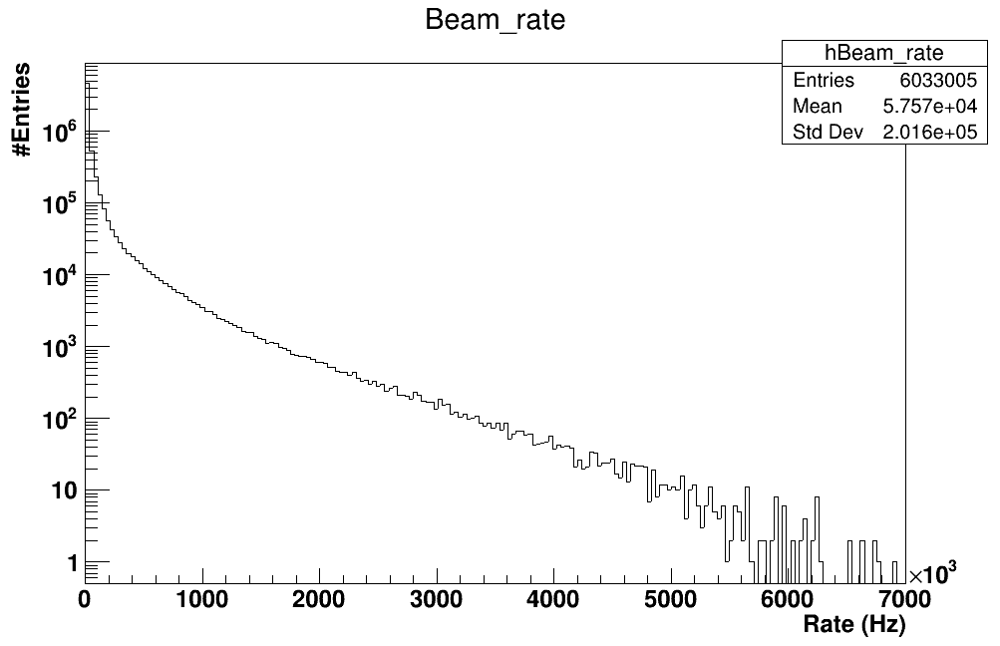 Beam_rate
hBeam_rate
Entries 6033005
Mean 5.757e+04
Std Dev 2.016e+05
#Entries
10^6
10^5
10^4
10^3
10^2
10
1
0 1000 2000 3000 4000 5000 6000 7000
×10^3
Rate (Hz)